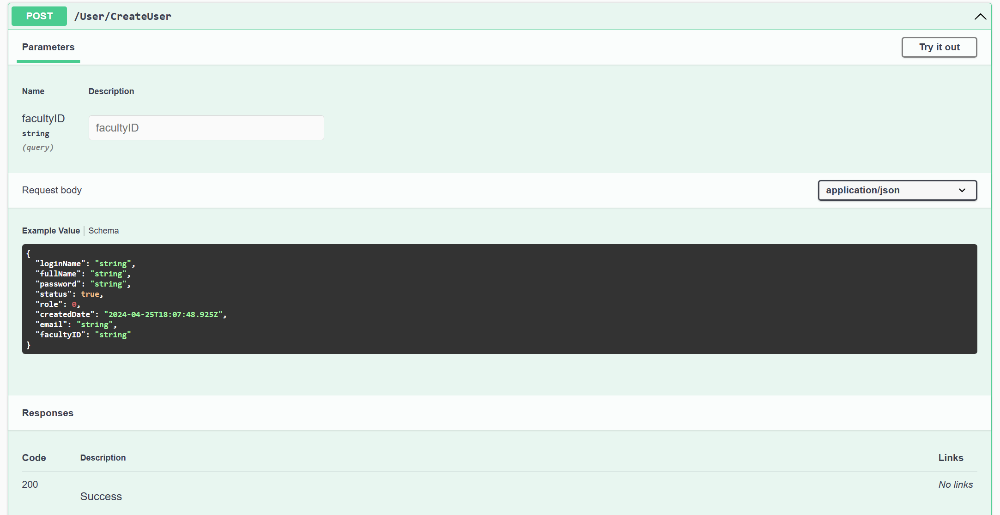 POST /User/CreateUser
Parameters
Try it out
Name Description
facultyID
string
(query)
facultyID
Request body
application/json
Example Value Schema
{
  "loginName": "string",
  "fullName": "string",
  "password": "string",
  "status": true,
  "role": 0,
  "createdDate": "2024-04-25T18:07:48.925Z",
  "email": "string",
  "facultyID": "string"
}
Responses
Code Description Links
200
Success
No links